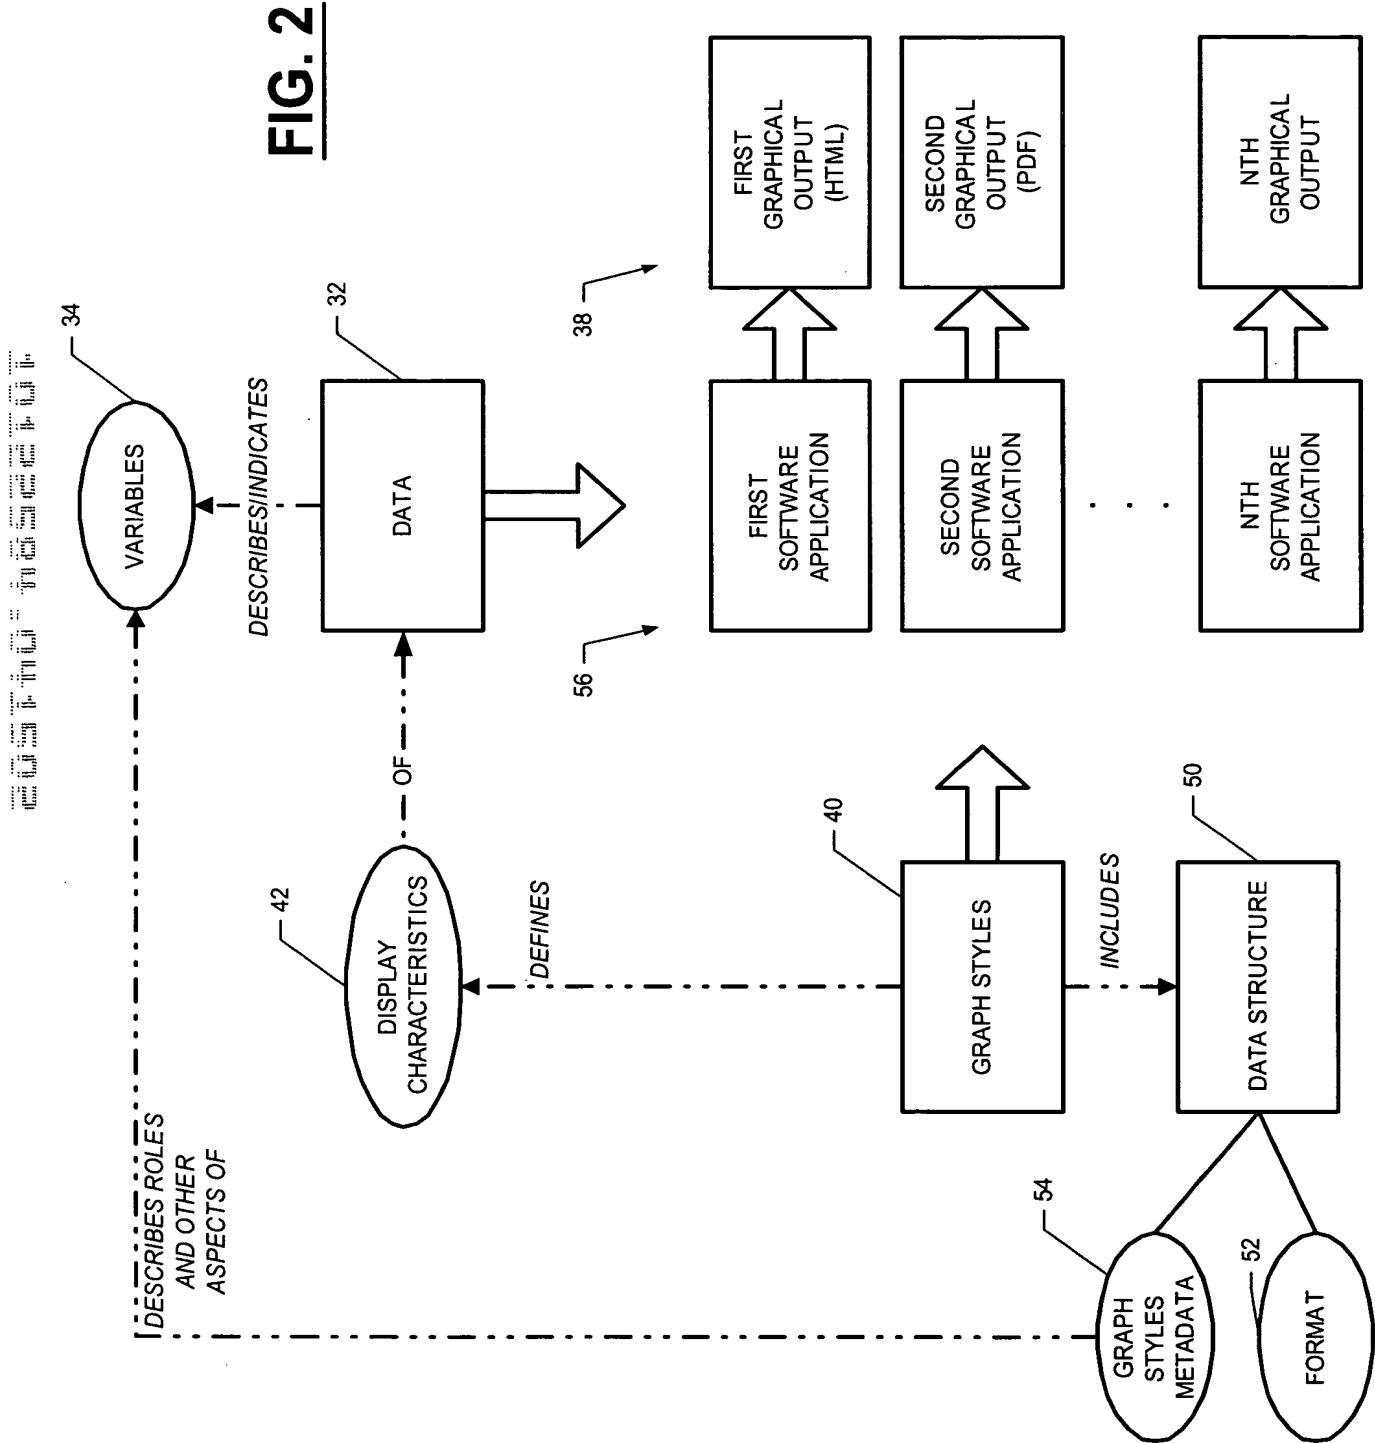 FIG. 2
34
VARIABLES
DESCRIBES/INDICATES
32
DATA
DESCRIBES ROLES
AND OTHER
ASPECTS OF
42
DISPLAY
CHARACTERISTICS
OF
DEFINES
40
GRAPH STYLES
INCLUDES
50
DATA STRUCTURE
54
GRAPH
STYLES
METADATA
52
FORMAT
56
38
FIRST
SOFTWARE
APPLICATION
FIRST
GRAPHICAL
OUTPUT
(HTML)
SECOND
SOFTWARE
APPLICATION
SECOND
GRAPHICAL
OUTPUT
(PDF)
. . . .
NTH
SOFTWARE
APPLICATION
NTH
GRAPHICAL
OUTPUT